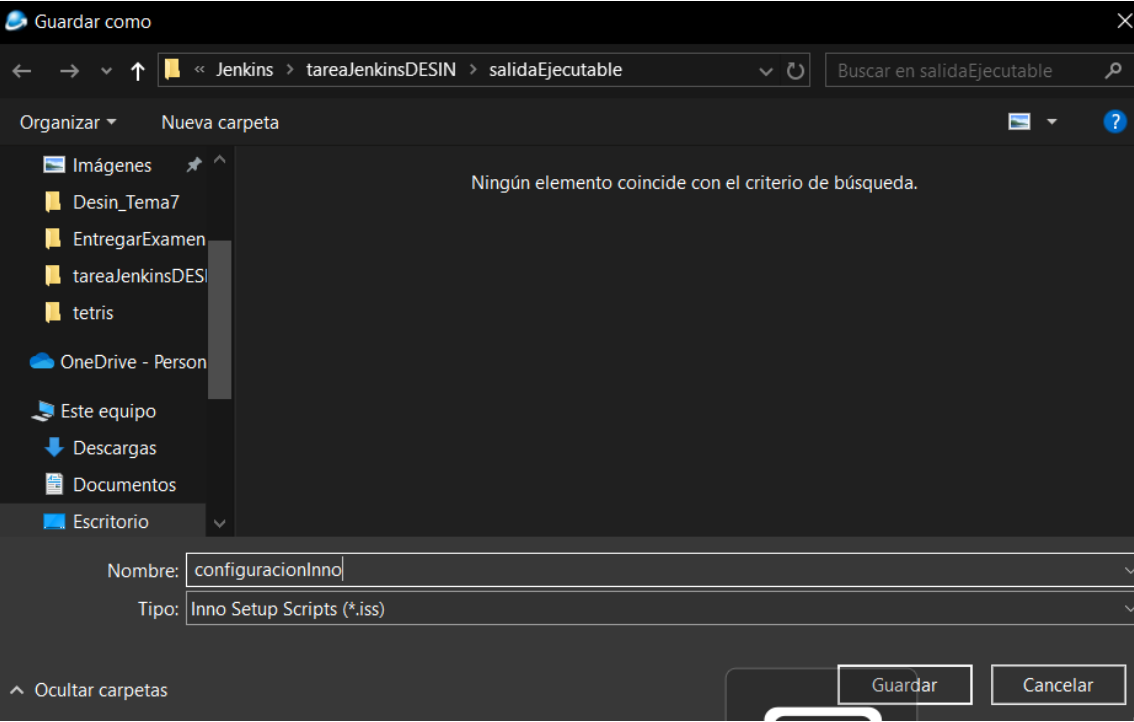 Guardar como
« Jenkins > tareaJenkinsDESIN > salidaEjecutable
Buscar en salidaEjecutable
Organizar
Nueva carpeta
?
Imágenes
Desin_Tema7
EntregarExamen
tareaJenkinsDESI
tetris
OneDrive - Person
Este equipo
Descargas
Documentos
Escritorio
Ningún elemento coincide con el criterio de búsqueda.
Nombre: configuracionInno
Tipo: Inno Setup Scripts (*.iss)
Ocultar carpetas
Guardar
Cancelar